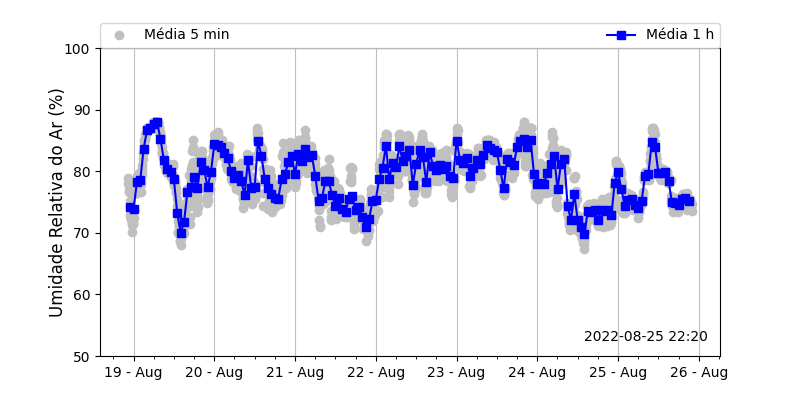 Média 5 min
Média 1 h
Umidade Relativa do Ar (%)
100
90
80
70
60
50
2022-08-25 22:20
19 - Aug
20 - Aug
21 - Aug
22 - Aug
23 - Aug
24 - Aug
25 - Aug
26 - Aug